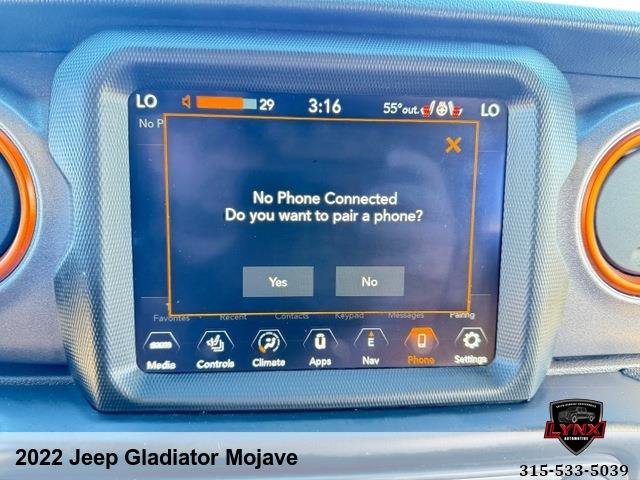 LO 29 3:16 55° out. LO
No P
No Phone Connected
Do you want to pair a phone?
Yes No
Favorites Recent Contacts Keypad Messages Pairing
Media Controls Climate Apps E Nav Phone Settings
LYNX
AUTOMOTIVE
2022 Jeep Gladiator Mojave
315-533-5039